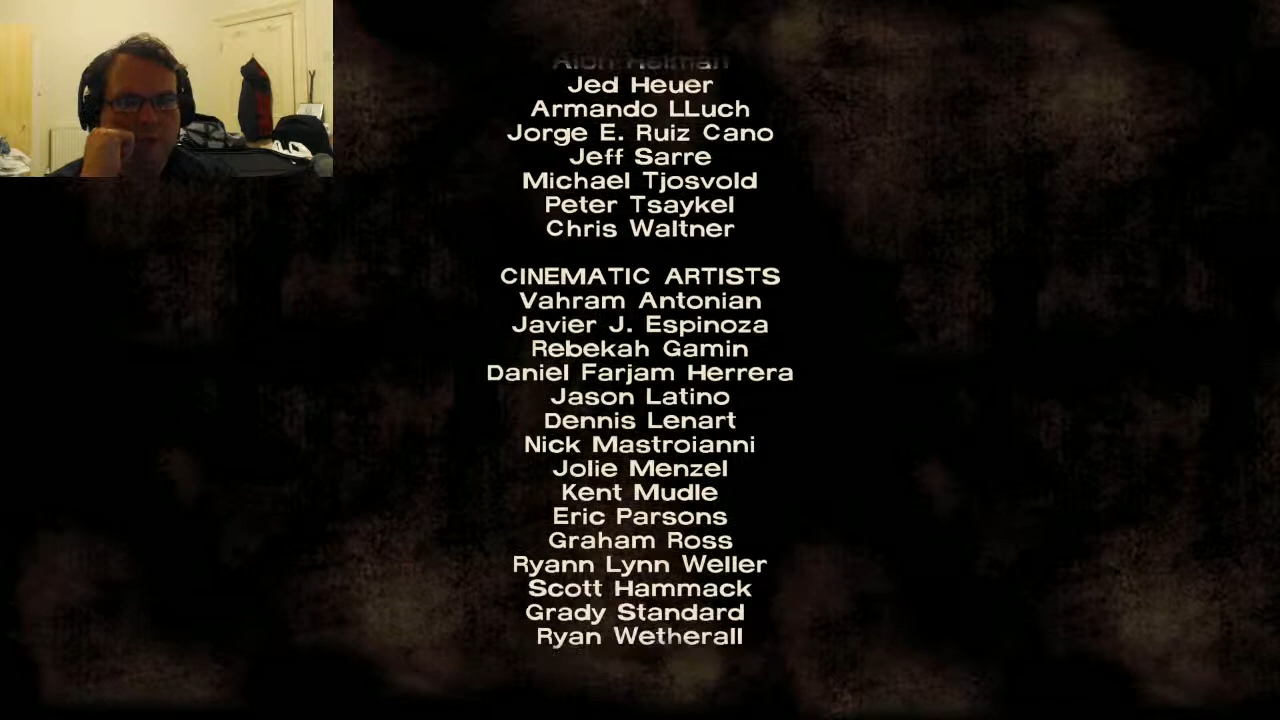 Jed Heuer
Armando LLuch
Jorge E. Ruiz Cano
Jeff Sarre
Michael Tjosvold
Peter Tsaykel
Chris Waltner
CINEMATIC ARTISTS
Vahram Antonian
Javier J. Espinoza
Rebekah Gamin
Daniel Farjam Herrera
Jason Latino
Dennis Lenart
Nick Mastroianni
Jolie Menzel
Kent Mudle
Eric Parsons
Graham Ross
Ryann Lynn Weller
Scott Hammack
Grady Standard
Ryan Wetherall